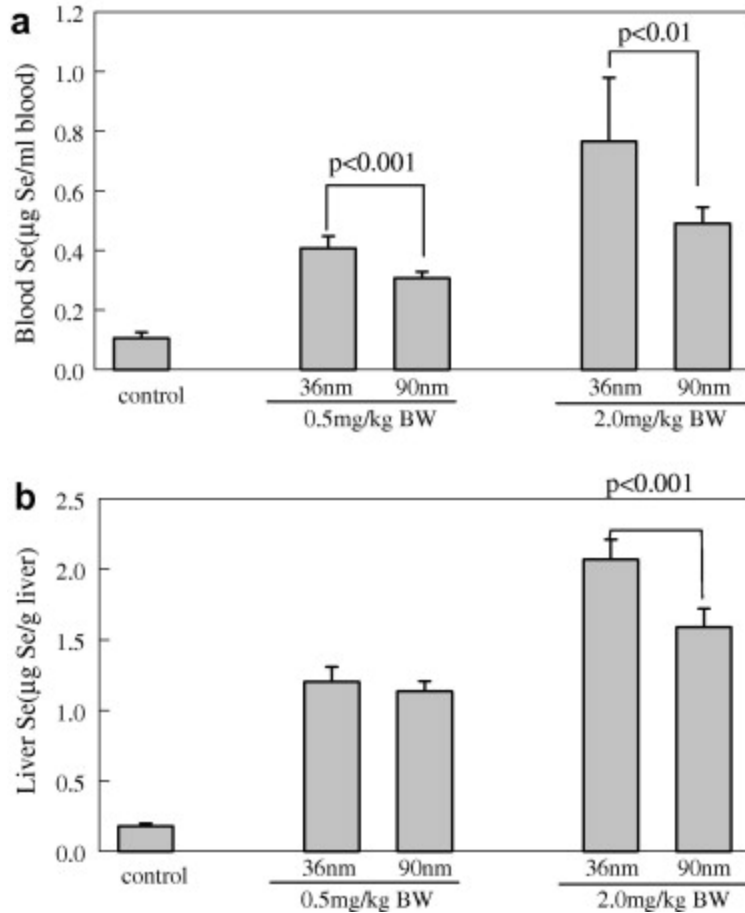 a
Blood Se(μg Se/ml blood)
1.2
1.0
0.8
0.6
0.4
0.2
0.0
p<0.001
p<0.01
control
36nm 90nm
0.5mg/kg BW
36nm 90nm
2.0mg/kg BW
b
Liver Se(μg Se/g liver)
2.5
2.0
1.5
1.0
0.5
0.0
p<0.001
control
36nm 90nm
0.5mg/kg BW
36nm 90nm
2.0mg/kg BW